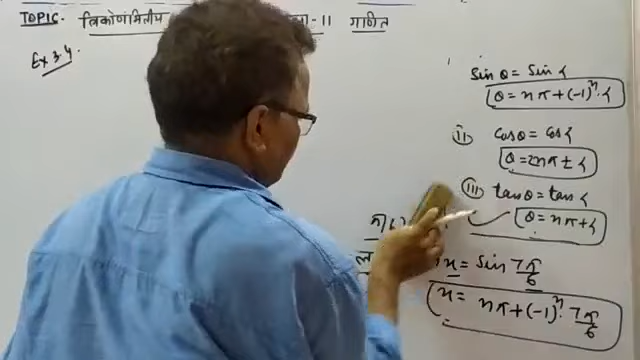 TOPIC. त्रिकोणमितीय -11 गणित
Ex 3.4.
sin θ = sin α
θ = nπ + (-1)ⁿ. α
(ii) cos θ = cos α
θ = 2nπ ± α
(iii) tan θ = tan α
θ = nπ + α
x = sin 7π/6
x = nπ + (-1)ⁿ. 7π/6